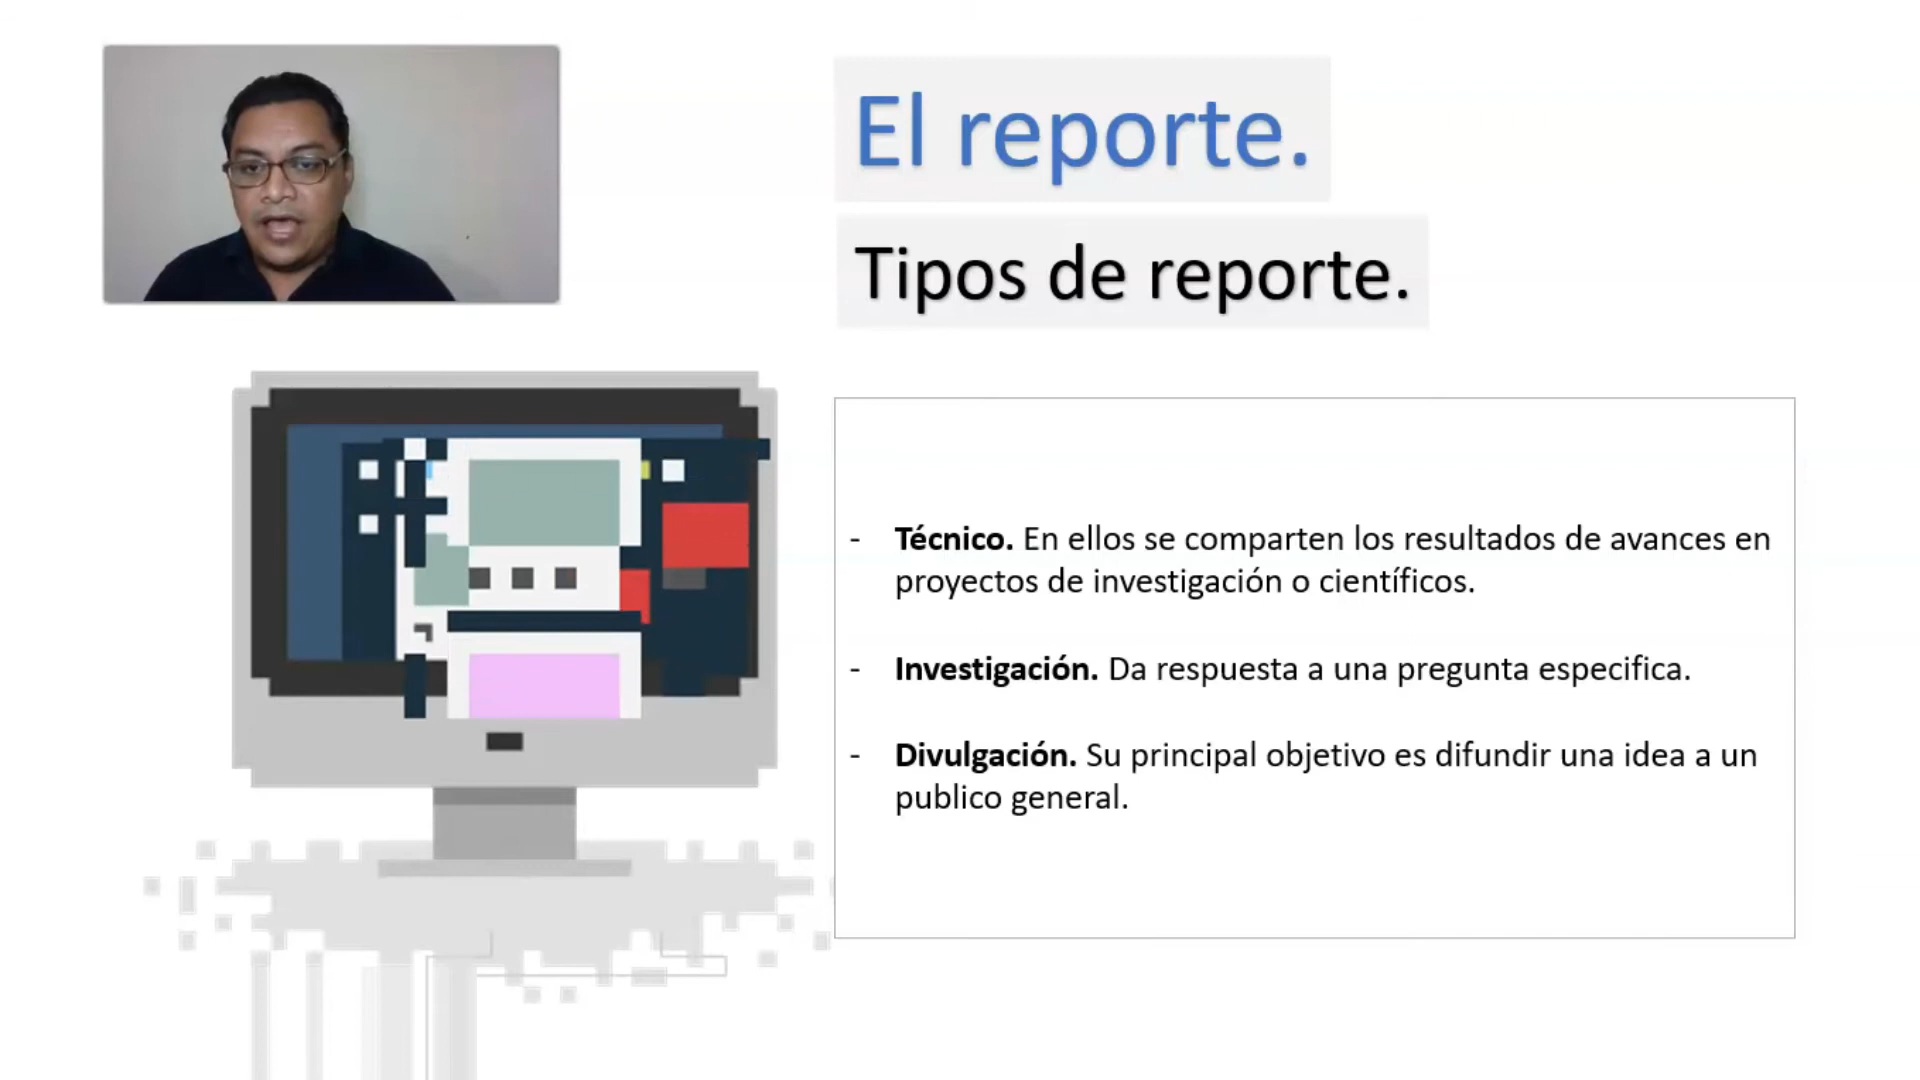 El reporte.
Tipos de reporte.
- Técnico. En ellos se comparten los resultados de avances en
proyectos de investigación o científicos.
- Investigación. Da respuesta a una pregunta especifica.
- Divulgación. Su principal objetivo es difundir una idea a un
publico general.